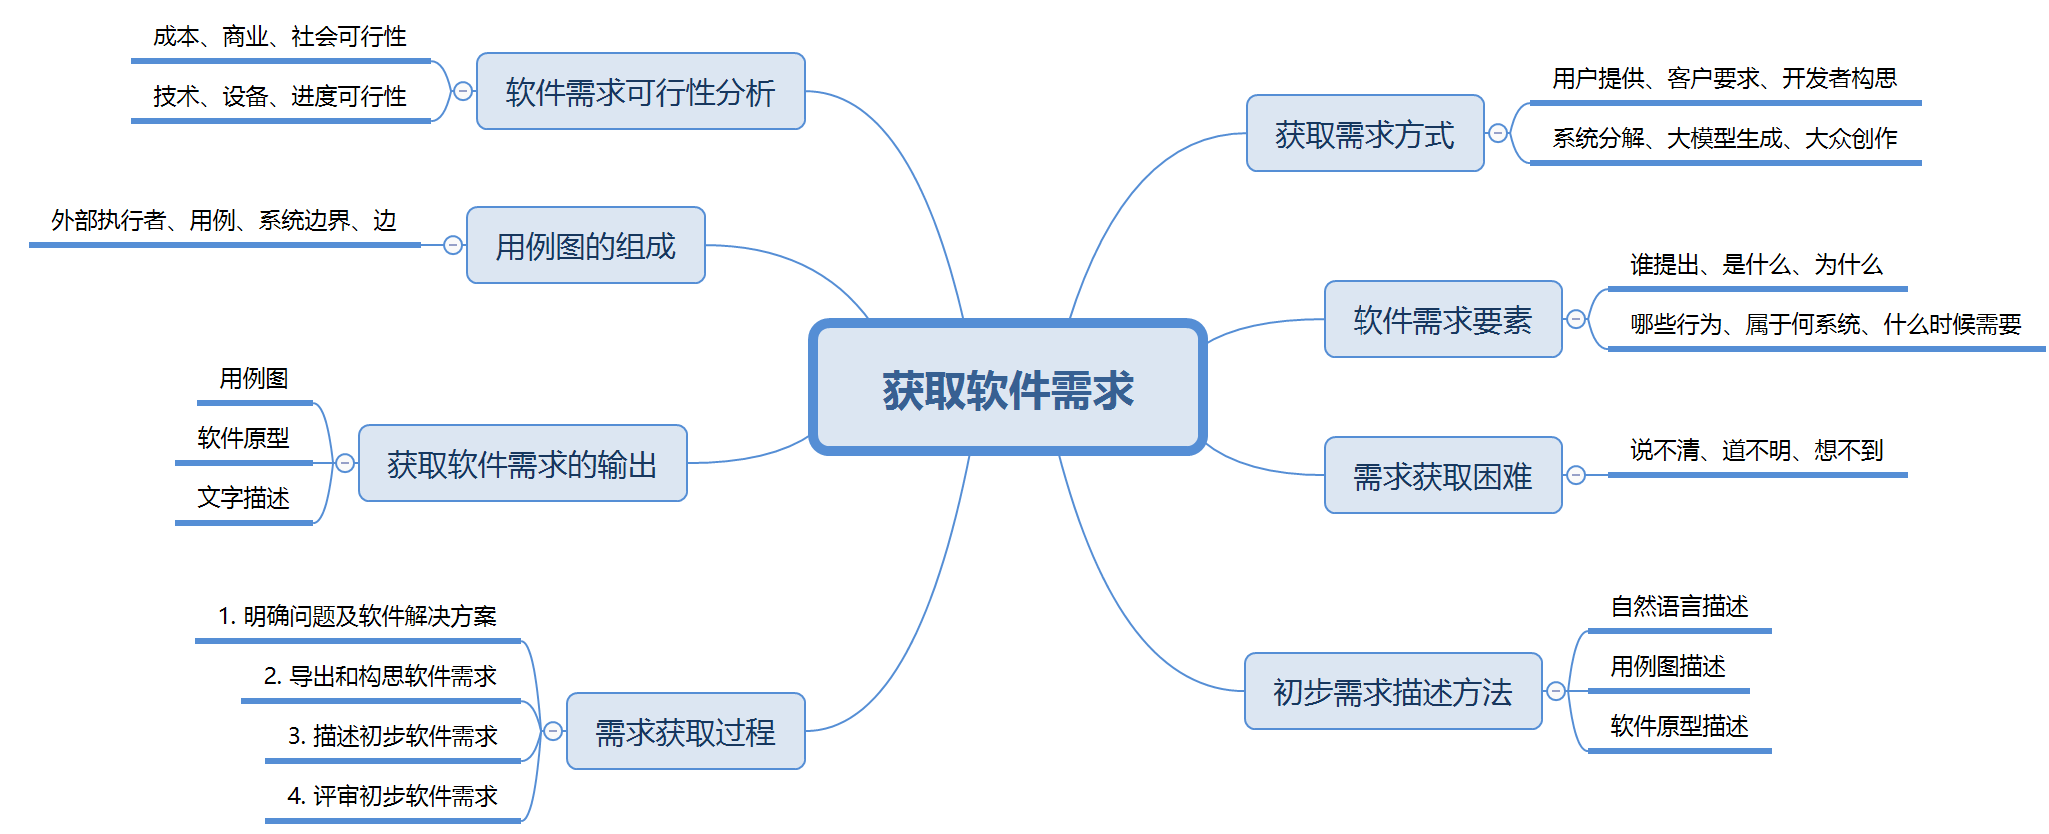 获取软件需求
获取需求方式
用户提供、客户要求、开发者构思
系统分解、大模型生成、大众创作
软件需求要素
谁提出、是什么、为什么
哪些行为、属于何系统、什么时候需要
需求获取困难
说不清、道不明、想不到
初步需求描述方法
自然语言描述
用例图描述
软件原型描述
软件需求可行性分析
成本、商业、社会可行性
技术、设备、进度可行性
用例图的组成
外部执行者、用例、系统边界、边
获取软件需求的输出
用例图
软件原型
文字描述
需求获取过程
1. 明确问题及软件解决方案
2. 导出和构思软件需求
3. 描述初步软件需求
4. 评审初步软件需求